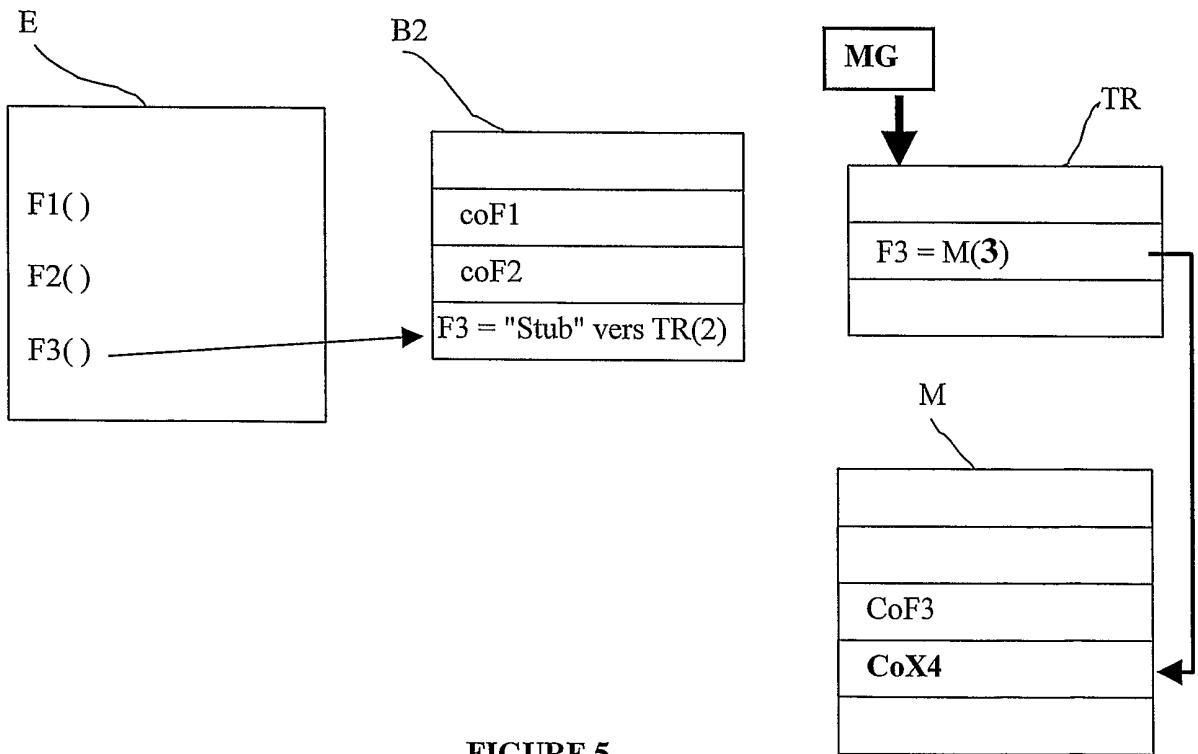 E
B2
MG
TR
F1( )
F2( )
F3( )
coF1
coF2
F3 = "Stub" vers TR(2)
F3 = M(3)
M
CoF3
CoX4
FIGURE 5